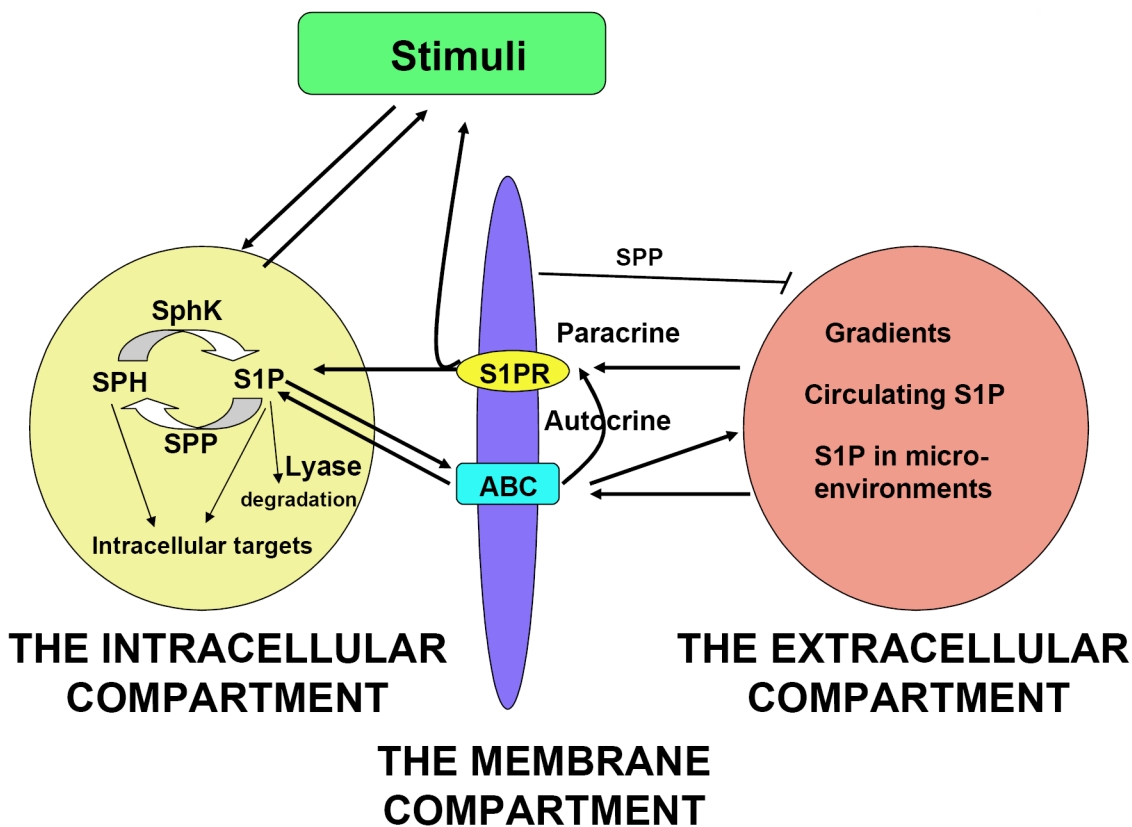 Stimuli
SPP
SphK
Paracrine
Gradients
SPH
S1P
S1PR
Circulating S1P
Autocrine
SPP
Lyase
S1P in micro-
environments
degradation
ABC
Intracellular targets
THE INTRACELLULAR
COMPARTMENT
THE EXTRACELLULAR
COMPARTMENT
THE MEMBRANE
COMPARTMENT